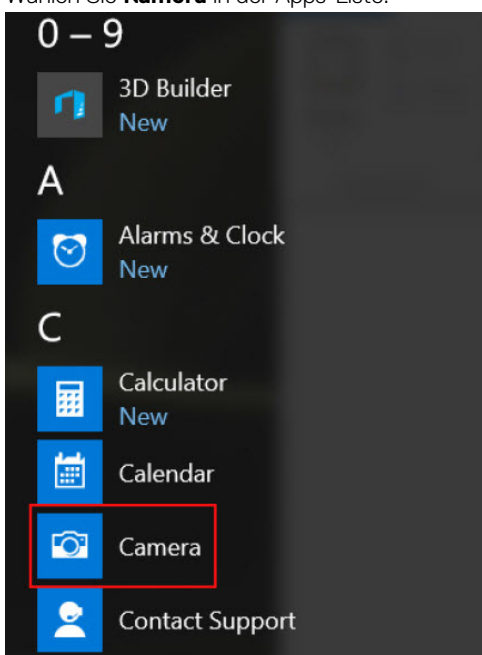 Wählen Sie Kamera in der Apps-Liste.
0 – 9
3D Builder
New
A
Alarms & Clock
New
C
Calculator
New
Calendar
Camera
Contact Support